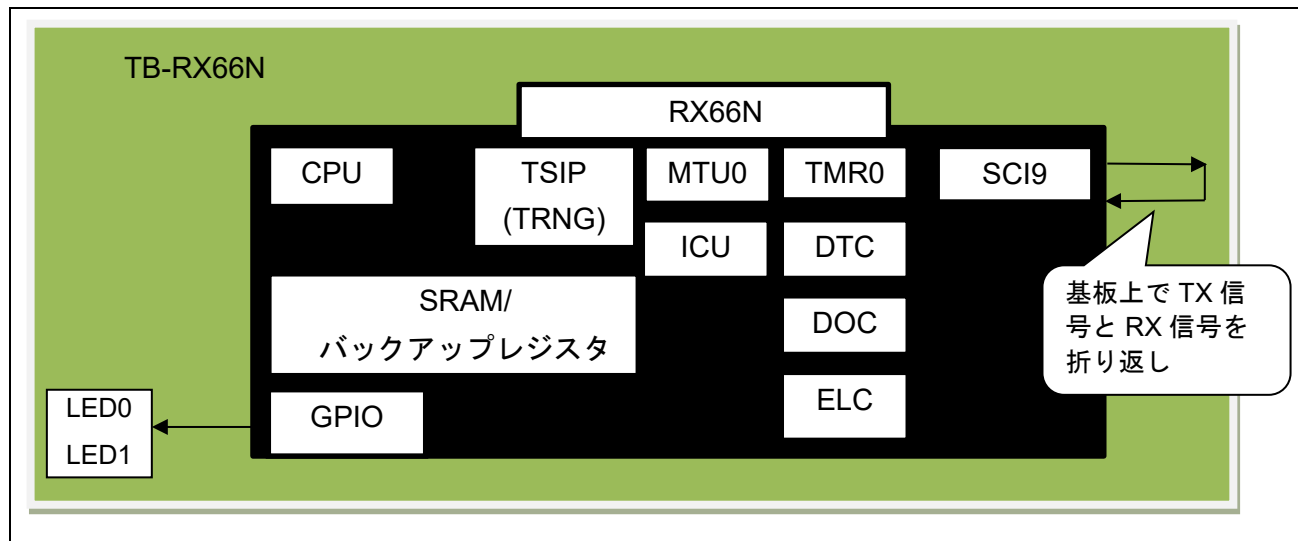 TB-RX66N
RX66N
CPU
TSIP
(TRNG)
MTU0
TMR0
SCI9
ICU
DTC
SRAM/
バックアップレジスタ
DOC
基板上で TX 信
号と RX 信号を
折り返し
GPIO
ELC
LED0
LED1